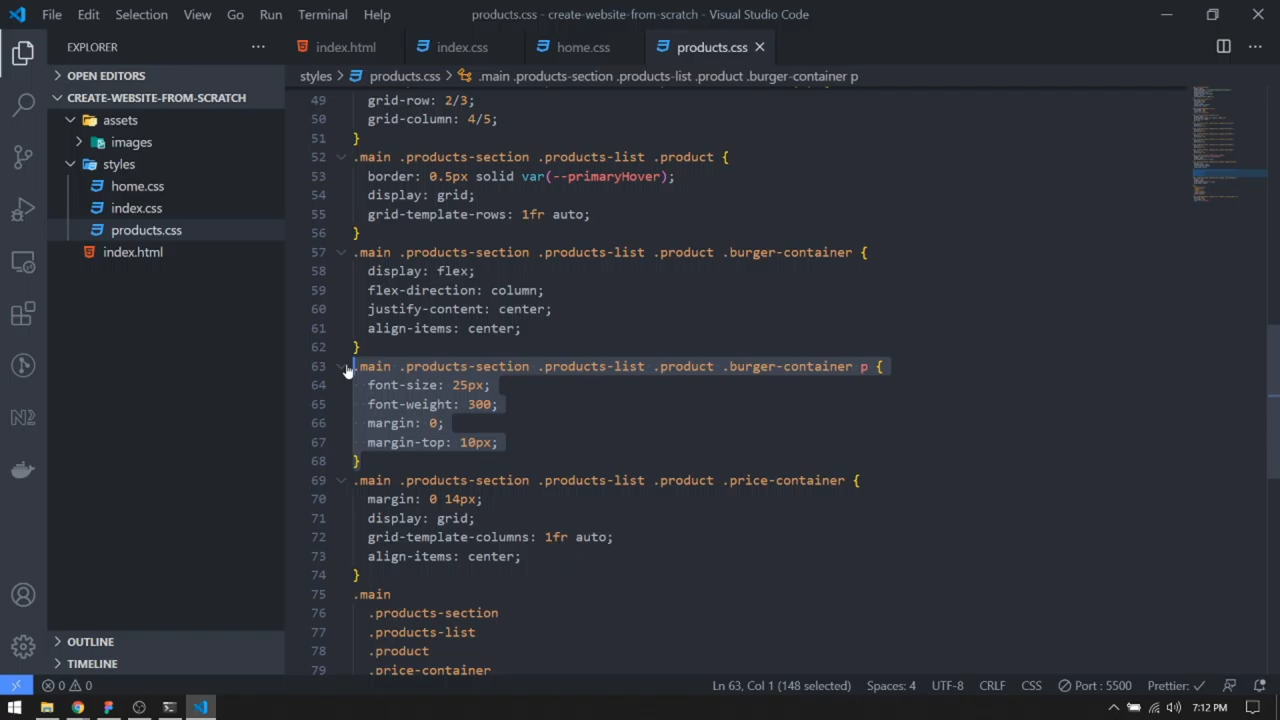 File Edit Selection View Go Run Terminal Help products.css - create-website-from-scratch - Visual Studio Code
EXPLORER ... index.html index.css home.css products.css
OPEN EDITORS
styles > products.css > .main .products-section .products-list .product .burger-container p
CREATE-WEBSITE-FROM-SCRATCH
assets
images
styles
home.css
index.css
products.css
index.html
49 grid-row: 2/3;
50 grid-column: 4/5;
51 }
52 .main .products-section .products-list .product {
53 border: 0.5px solid var(--primaryHover);
54 display: grid;
55 grid-template-rows: 1fr auto;
56 }
57 .main .products-section .products-list .product .burger-container {
58 display: flex;
59 flex-direction: column;
60 justify-content: center;
61 align-items: center;
62 }
63 .main .products-section .products-list .product .burger-container p {
64 font-size: 25px;
65 font-weight: 300;
66 margin: 0;
67 margin-top: 10px;
68 }
69 .main .products-section .products-list .product .price-container {
70 margin: 0 14px;
71 display: grid;
72 grid-template-columns: 1fr auto;
73 align-items: center;
74 }
75 .main
76 .products-section
77 .products-list
78 .product
79 .price-container
OUTLINE
TIMELINE
0 0 Ln 63, Col 1 (148 selected) Spaces: 4 UTF-8 CRLF CSS Port : 5500 Prettier: ✓
7:12 PM